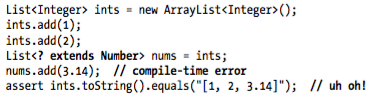 List<Integer> ints = new ArrayList<Integer>();
ints.add(1);
ints.add(2);
List<? extends Number> nums = ints;
nums.add(3.14);  // compile-time error
assert ints.toString().equals("[1, 2, 3.14]");  // uh oh!